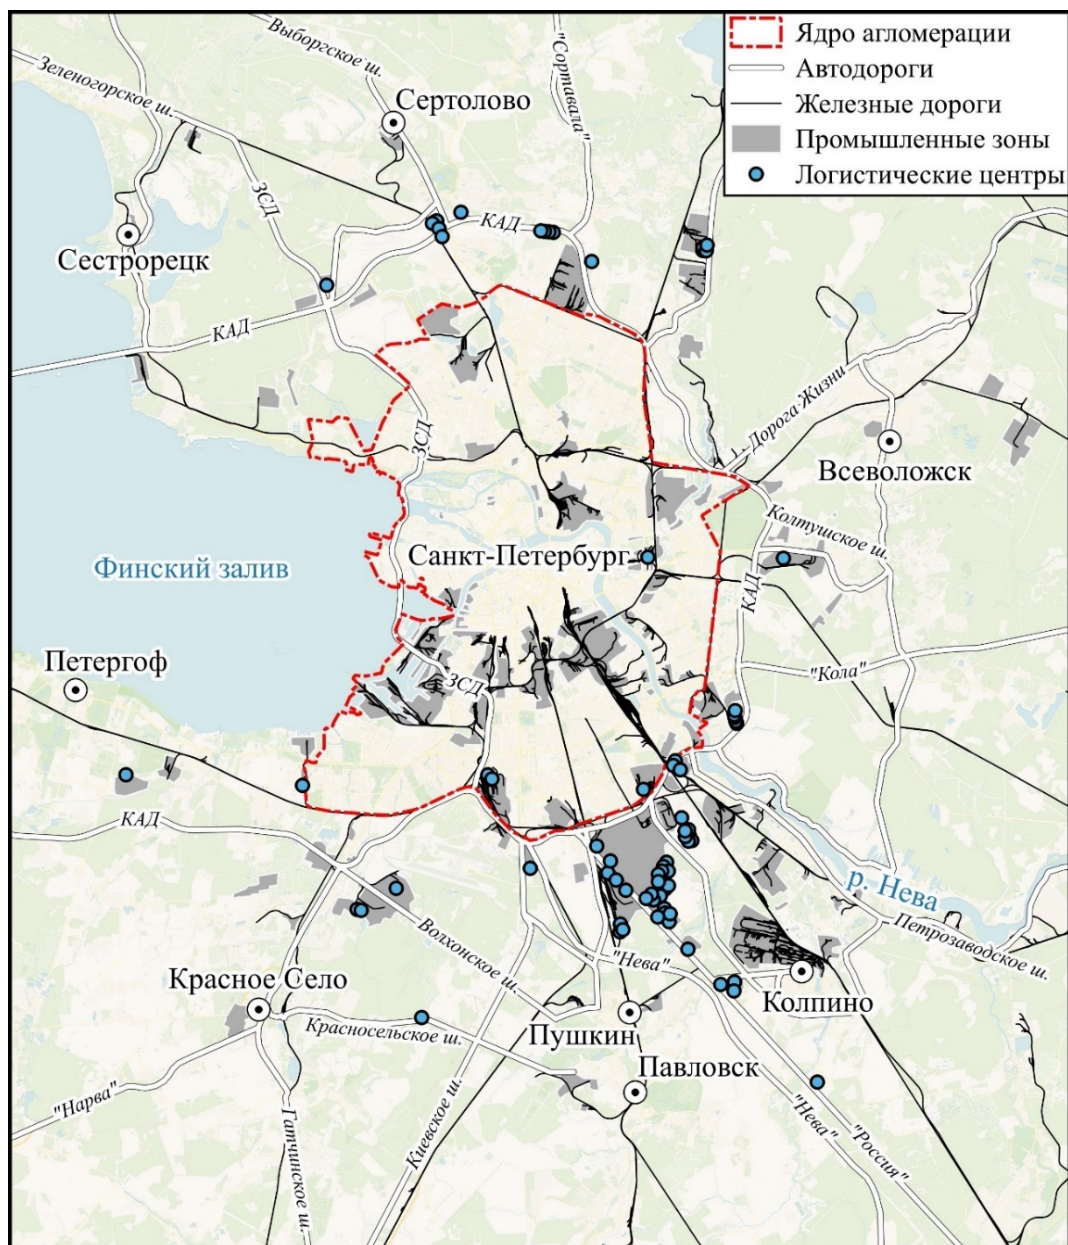 Ядро агломерации
Автодороги
Железные дороги
Промышленные зоны
Логистические центры
Выборгское ш.
"Сортавала"
Зеленогорское ш.
Сертолово
ЗСД
КАД
Сестрорецк
КАД
Дорога Жизни
ЗСД
Всеволожск
Колтушское ш.
Санкт-Петербург
Финский залив
КАД
Петергоф
"Кола"
ЗСД
КАД
р. Нева
Волхонское ш.
Петрозаводское ш.
"Нева"
Красное Село
Колпино
Красносельское ш.
Пушкин
Павловск
"Нарва"
Гатчинское ш.
Киевское ш.
"Нева"
"Россия"